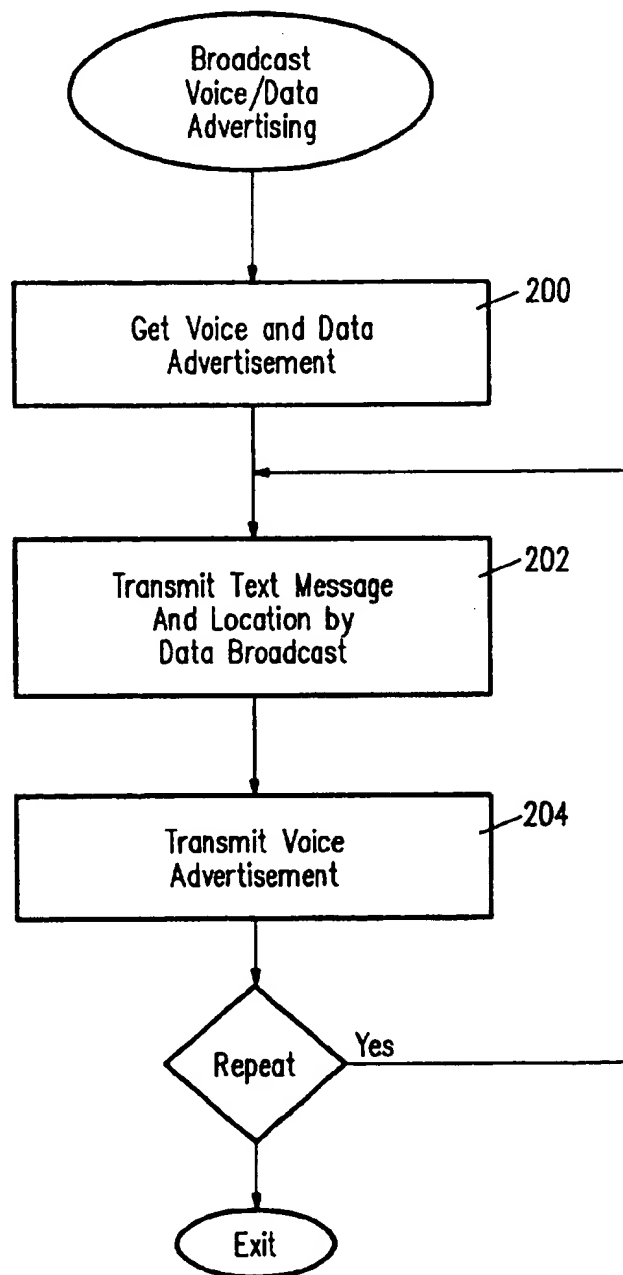 Broadcast
Voice/Data
Advertising
200
Get Voice and Data
Advertisement
202
Transmit Text Message
And Location by
Data Broadcast
204
Transmit Voice
Advertisement
Repeat
Yes
Exit